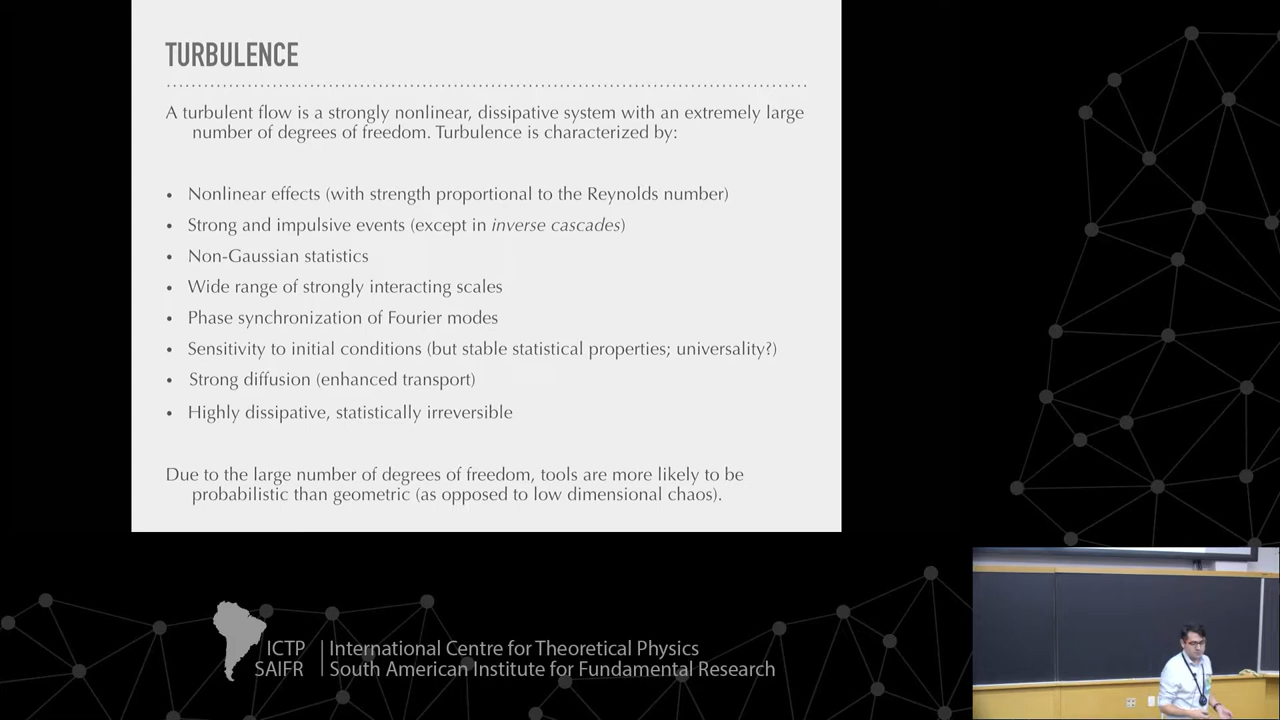 TURBULENCE
A turbulent flow is a strongly nonlinear, dissipative system with an extremely large
number of degrees of freedom. Turbulence is characterized by:
• Nonlinear effects (with strength proportional to the Reynolds number)
• Strong and impulsive events (except in inverse cascades)
• Non-Gaussian statistics
• Wide range of strongly interacting scales
• Phase synchronization of Fourier modes
• Sensitivity to initial conditions (but stable statistical properties; universality?)
• Strong diffusion (enhanced transport)
• Highly dissipative, statistically irreversible
Due to the large number of degrees of freedom, tools are more likely to be
probabilistic than geometric (as opposed to low dimensional chaos).
ICTP | International Centre for Theoretical Physics
SAIFR | South American Institute for Fundamental Research